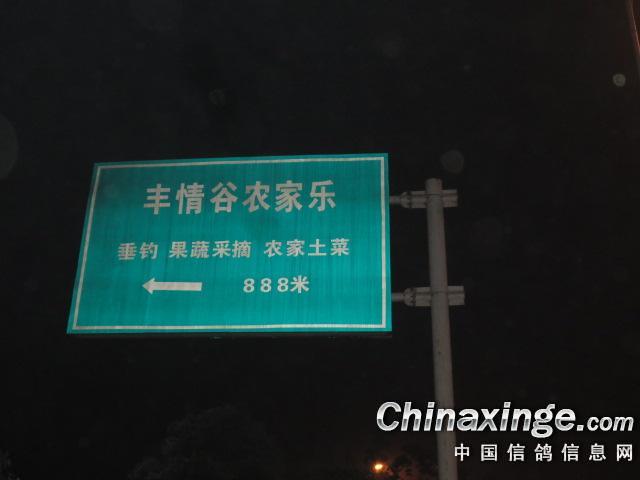 丰情谷农家乐
垂钓 果蔬采摘 农家土菜
888米
Chinaxinge.com
中国信鸽信息网